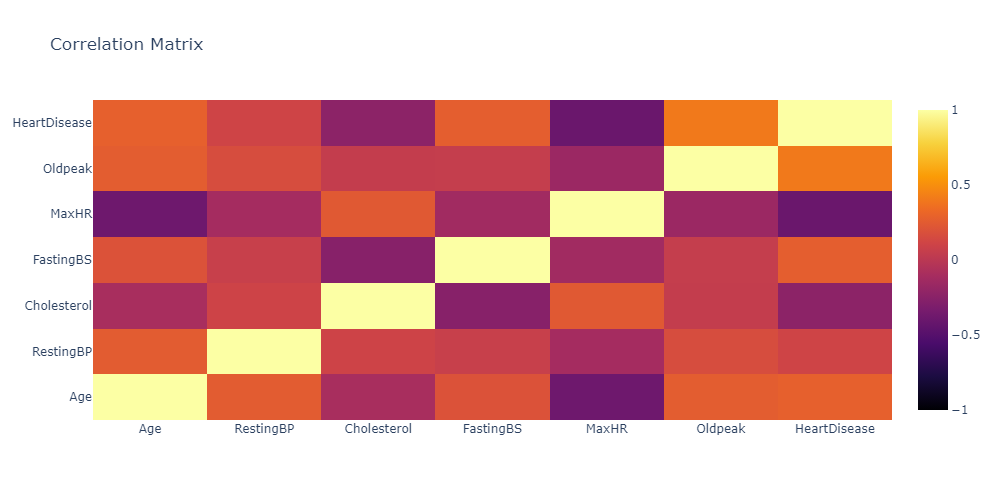 Correlation Matrix
HeartDisease
Oldpeak
MaxHR
FastingBS
Cholesterol
RestingBP
Age
Age RestingBP Cholesterol FastingBS MaxHR Oldpeak HeartDisease
1
0.5
0
−0.5
−1